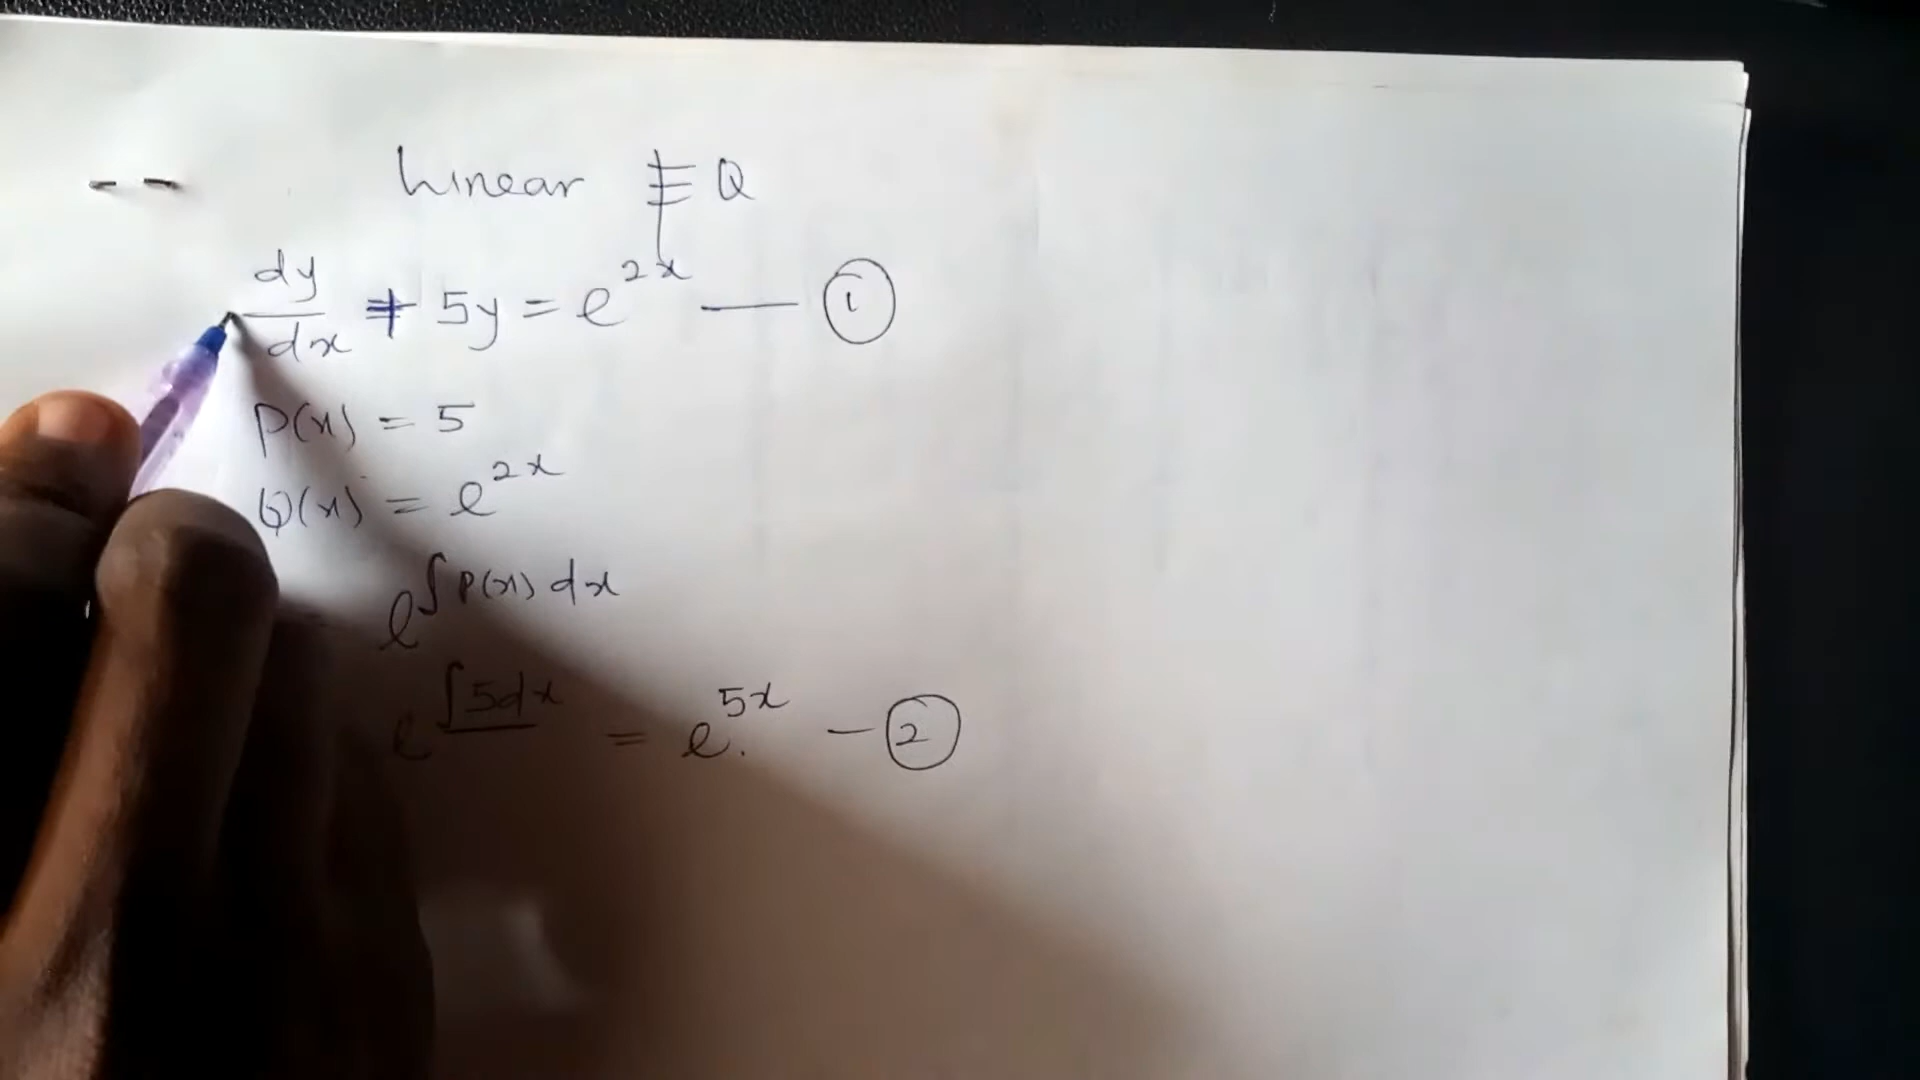 Linear EQ
dy/dx + 5y = e^2x — ①
P(x) = 5
Q(x) = e^2x
e^∫P(x)dx
e^∫5dx = e^5x. — ②